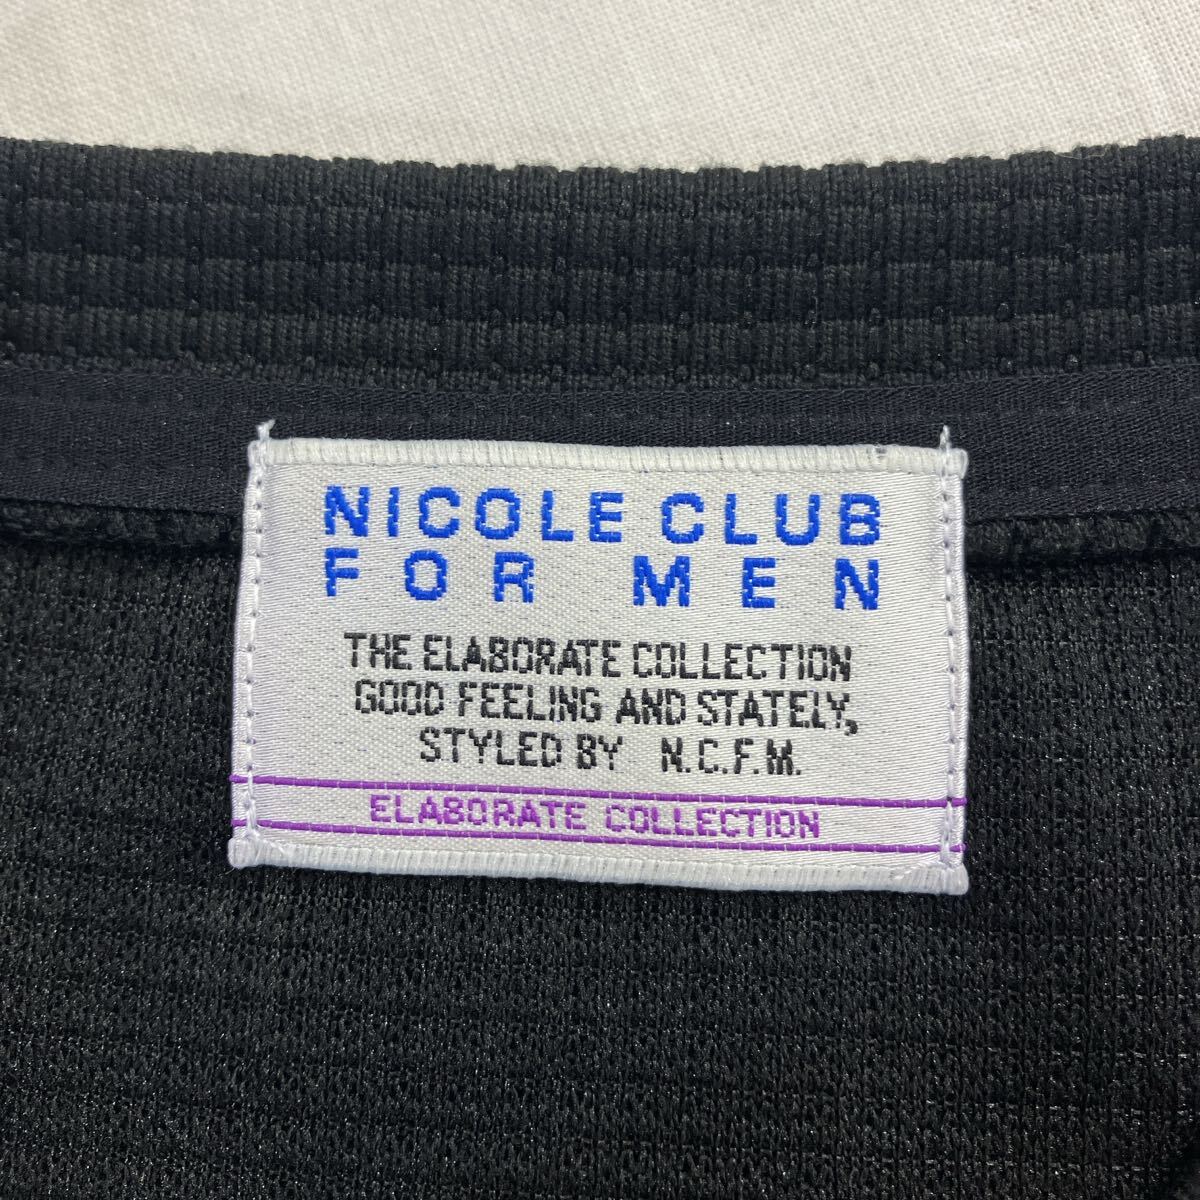 NICOLE CLUB
FOR MEN
THE ELABORATE COLLECTION
GOOD FEELING AND STATELY,
STYLED BY N.C.F.M.
ELABORATE COLLECTION